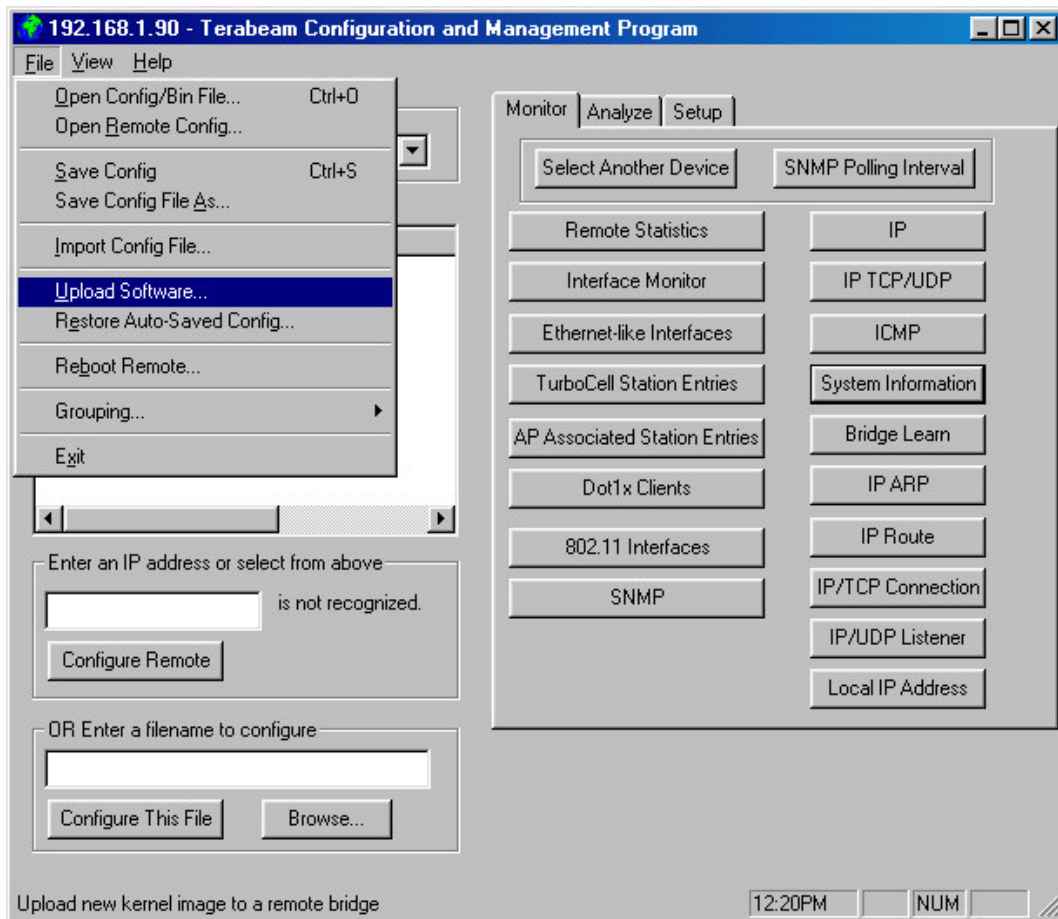 192.168.1.90 - Terabeam Configuration and Management Program
File View Help
Open Config/Bin File... Ctrl+O
Open Remote Config...
Save Config Ctrl+S
Save Config File As...
Import Config File...
Upload Software...
Restore Auto-Saved Config...
Reboot Remote...
Grouping...
Exit
Enter an IP address or select from above
is not recognized.
Configure Remote
OR Enter a filename to configure
Configure This File Browse...
Monitor Analyze Setup
Select Another Device SNMP Polling Interval
Remote Statistics IP
Interface Monitor IP TCP/UDP
Ethernet-like Interfaces ICMP
TurboCell Station Entries System Information
AP Associated Station Entries Bridge Learn
Dot1x Clients IP ARP
802.11 Interfaces IP Route
SNMP IP/TCP Connection
IP/UDP Listener
Local IP Address
Upload new kernel image to a remote bridge 12:20PM NUM